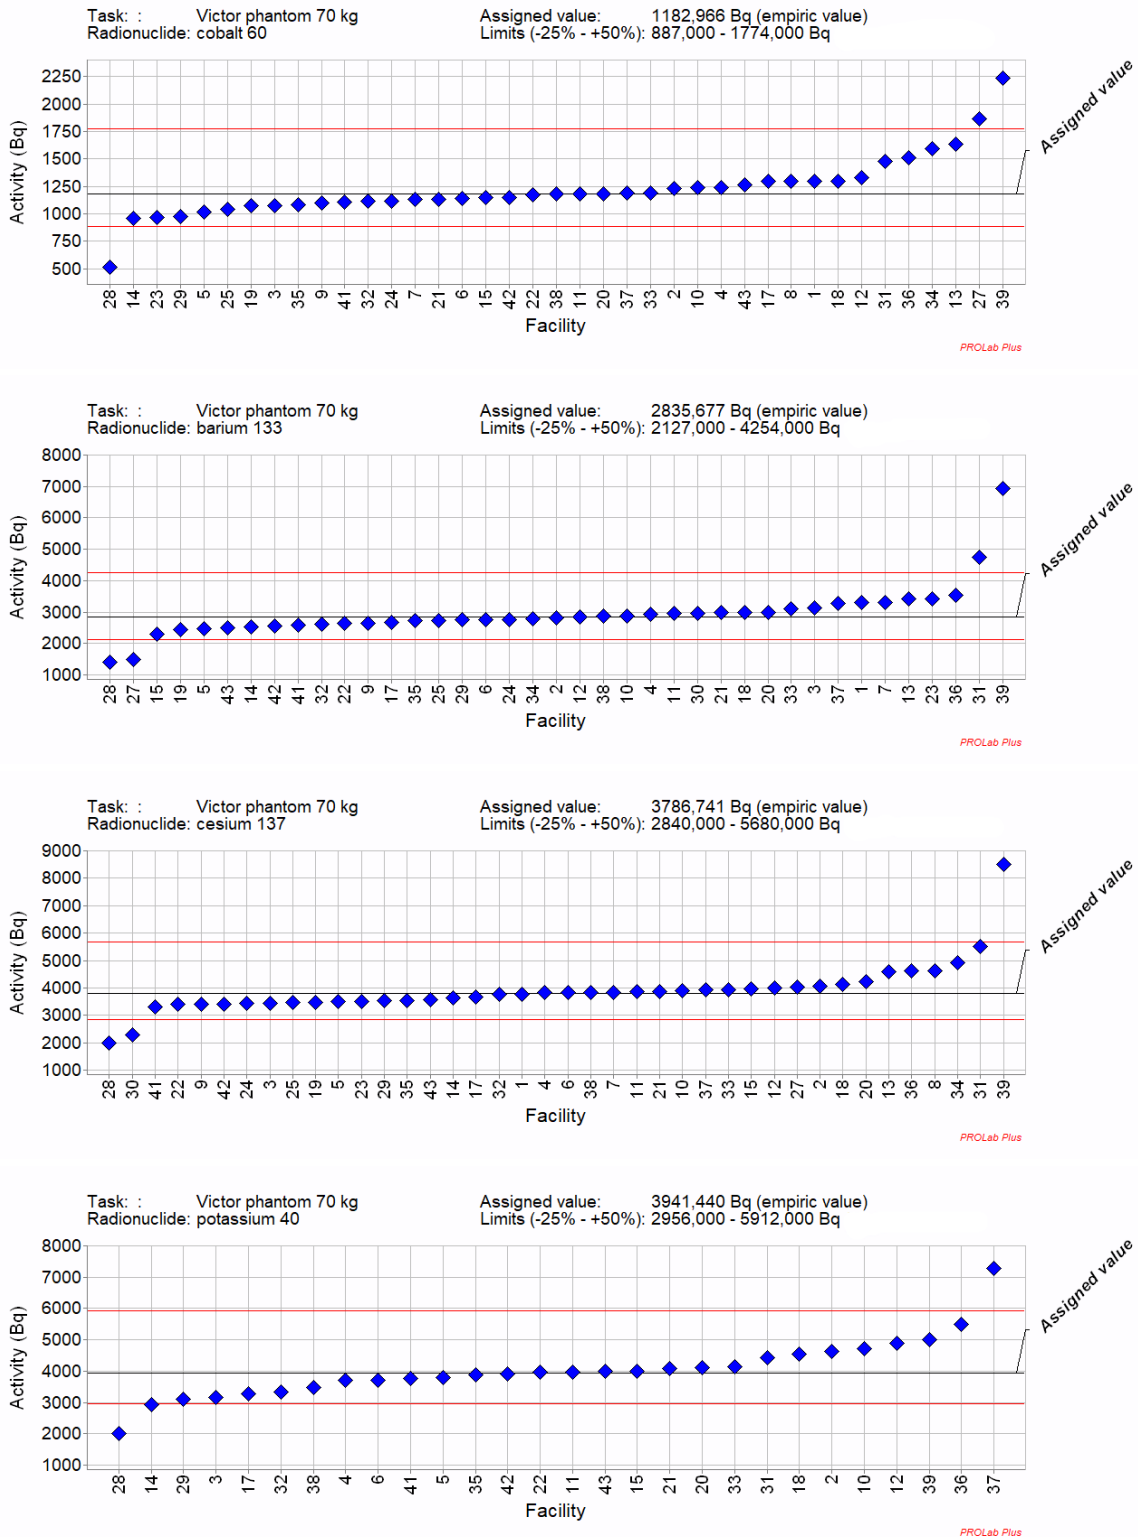 Task: : Victor phantom 70 kg Assigned value: 1182,966 Bq (empiric value)
Radionuclide: cobalt 60 Limits (-25% - +50%): 887,000 - 1774,000 Bq
Assigned value
Activity (Bq)
2250
2000
1750
1500
1250
1000
750
500
28 14 23 29 5 25 19 3 35 9 41 32 24 7 21 6 15 42 22 38 11 20 37 33 2 10 4 43 17 8 1 18 12 31 36 34 13 27 39
Facility
PROLab Plus
Task: : Victor phantom 70 kg Assigned value: 2835,677 Bq (empiric value)
Radionuclide: barium 133 Limits (-25% - +50%): 2127,000 - 4254,000 Bq
Assigned value
Activity (Bq)
8000
7000
6000
5000
4000
3000
2000
1000
28 27 15 19 5 43 14 42 41 32 22 9 17 35 25 29 6 24 34 2 12 38 10 4 11 30 21 18 20 33 3 37 1 7 13 23 36 31 39
Facility
PROLab Plus
Task: : Victor phantom 70 kg Assigned value: 3786,741 Bq (empiric value)
Radionuclide: cesium 137 Limits (-25% - +50%): 2840,000 - 5680,000 Bq
Assigned value
Activity (Bq)
9000
8000
7000
6000
5000
4000
3000
2000
1000
28 30 41 22 9 42 24 3 25 19 5 23 29 35 43 14 17 32 1 4 6 38 7 11 21 10 37 33 15 12 27 2 18 20 13 36 8 34 31 39
Facility
PROLab Plus
Task: : Victor phantom 70 kg Assigned value: 3941,440 Bq (empiric value)
Radionuclide: potassium 40 Limits (-25% - +50%): 2956,000 - 5912,000 Bq
Assigned value
Activity (Bq)
8000
7000
6000
5000
4000
3000
2000
1000
28 14 29 3 17 32 38 4 6 41 5 35 42 22 11 43 15 21 20 33 31 18 2 10 12 39 36 37
Facility
PROLab Plus